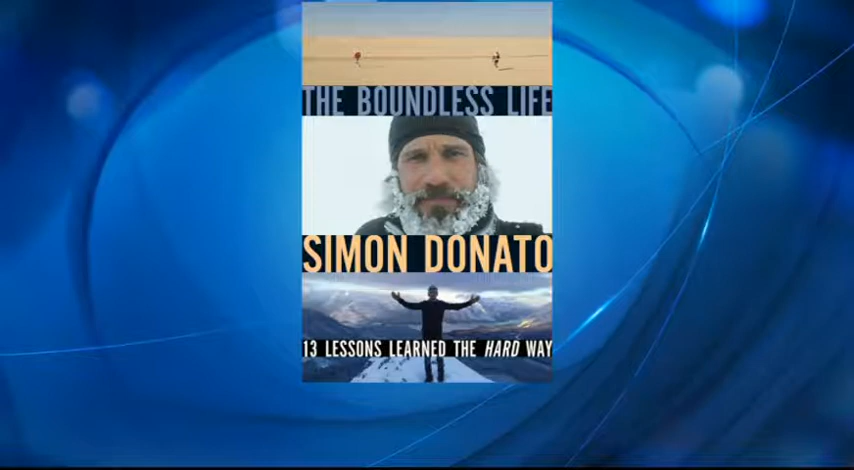 THE BOUNDLESS LIFE
SIMON DONATO
13 LESSONS LEARNED THE HARD WAY